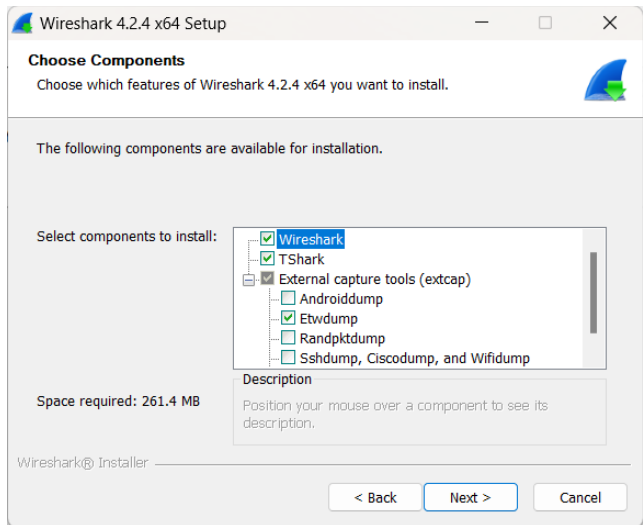 Wireshark 4.2.4 x64 Setup
Choose Components
Choose which features of Wireshark 4.2.4 x64 you want to install.
The following components are available for installation.
Select components to install:
Wireshark
TShark
External capture tools (extcap)
Androiddump
Etwdump
Randpktdump
Sshdump, Ciscodump, and Wifidump
Space required: 261.4 MB
Description
Position your mouse over a component to see its
description.
Wireshark® Installer
< Back Next > Cancel